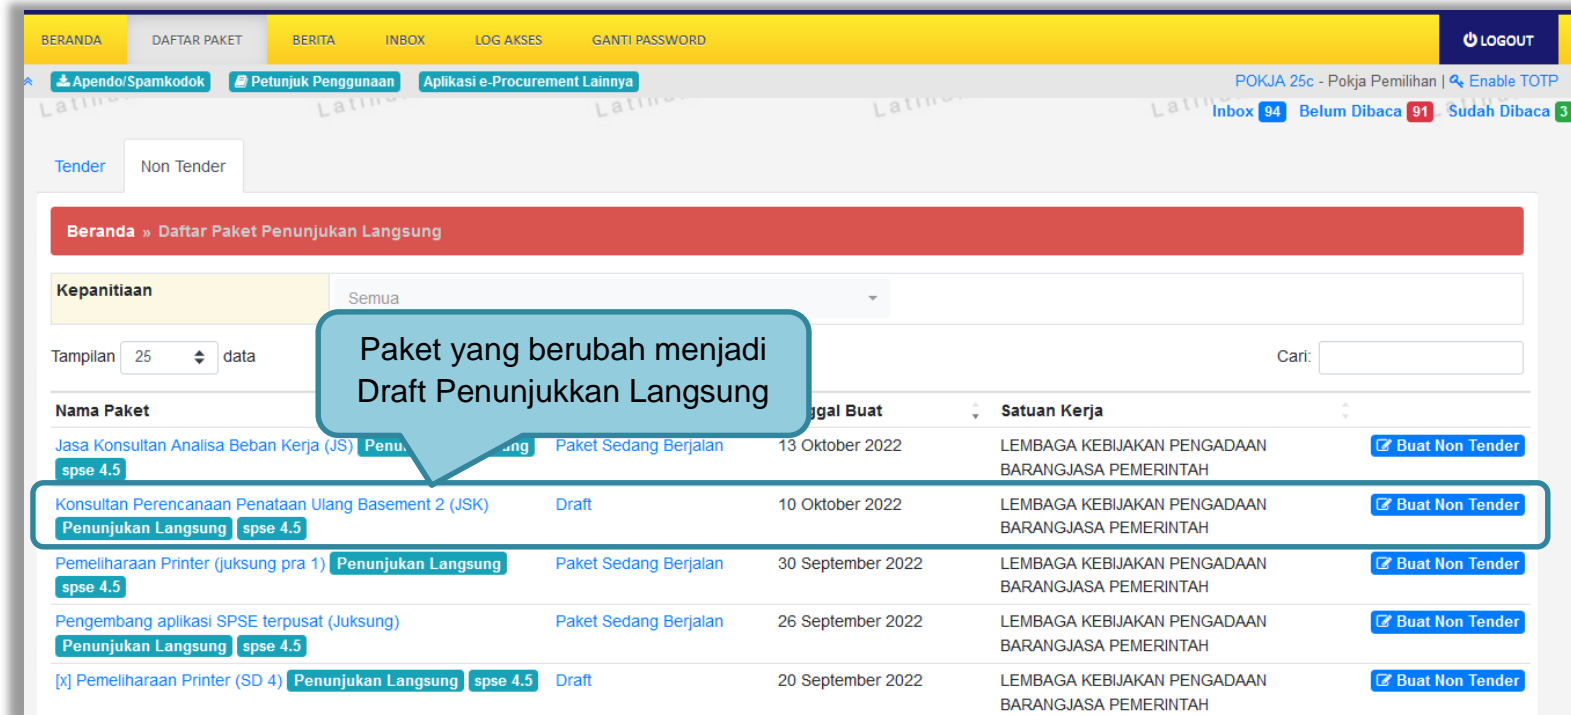 BERANDA DAFTAR PAKET BERITA INBOX LOG AKSES GANTI PASSWORD LOGOUT
Apendo/Spamkodok Petunjuk Penggunaan Aplikasi e-Procurement Lainnya POKJA 25c - Pokja Pemilihan | Enable TOTP
Inbox 94 Belum Dibaca 91 Sudah Dibaca 3
Tender Non Tender
Beranda » Daftar Paket Penunjukan Langsung
Kepanitiaan Semua
Paket yang berubah menjadi
Draft Penunjukkan Langsung
Tampilan 25 data Cari:
Nama Paket ggal Buat Satuan Kerja
Jasa Konsultan Analisa Beban Kerja (JS) Penu ng Paket Sedang Berjalan 13 Oktober 2022 LEMBAGA KEBIJAKAN PENGADAAN Buat Non Tender
spse 4.5 BARANGJASA PEMERINTAH
Konsultan Perencanaan Penataan Ulang Basement 2 (JSK) Draft 10 Oktober 2022 LEMBAGA KEBIJAKAN PENGADAAN Buat Non Tender
Penunjukan Langsung spse 4.5 BARANGJASA PEMERINTAH
Pemeliharaan Printer (juksung pra 1) Penunjukan Langsung Paket Sedang Berjalan 30 September 2022 LEMBAGA KEBIJAKAN PENGADAAN Buat Non Tender
spse 4.5 BARANGJASA PEMERINTAH
Pengembang aplikasi SPSE terpusat (Juksung) Paket Sedang Berjalan 26 September 2022 LEMBAGA KEBIJAKAN PENGADAAN Buat Non Tender
Penunjukan Langsung spse 4.5 BARANGJASA PEMERINTAH
[x] Pemeliharaan Printer (SD 4) Penunjukan Langsung spse 4.5 Draft 20 September 2022 LEMBAGA KEBIJAKAN PENGADAAN Buat Non Tender
BARANGJASA PEMERINTAH